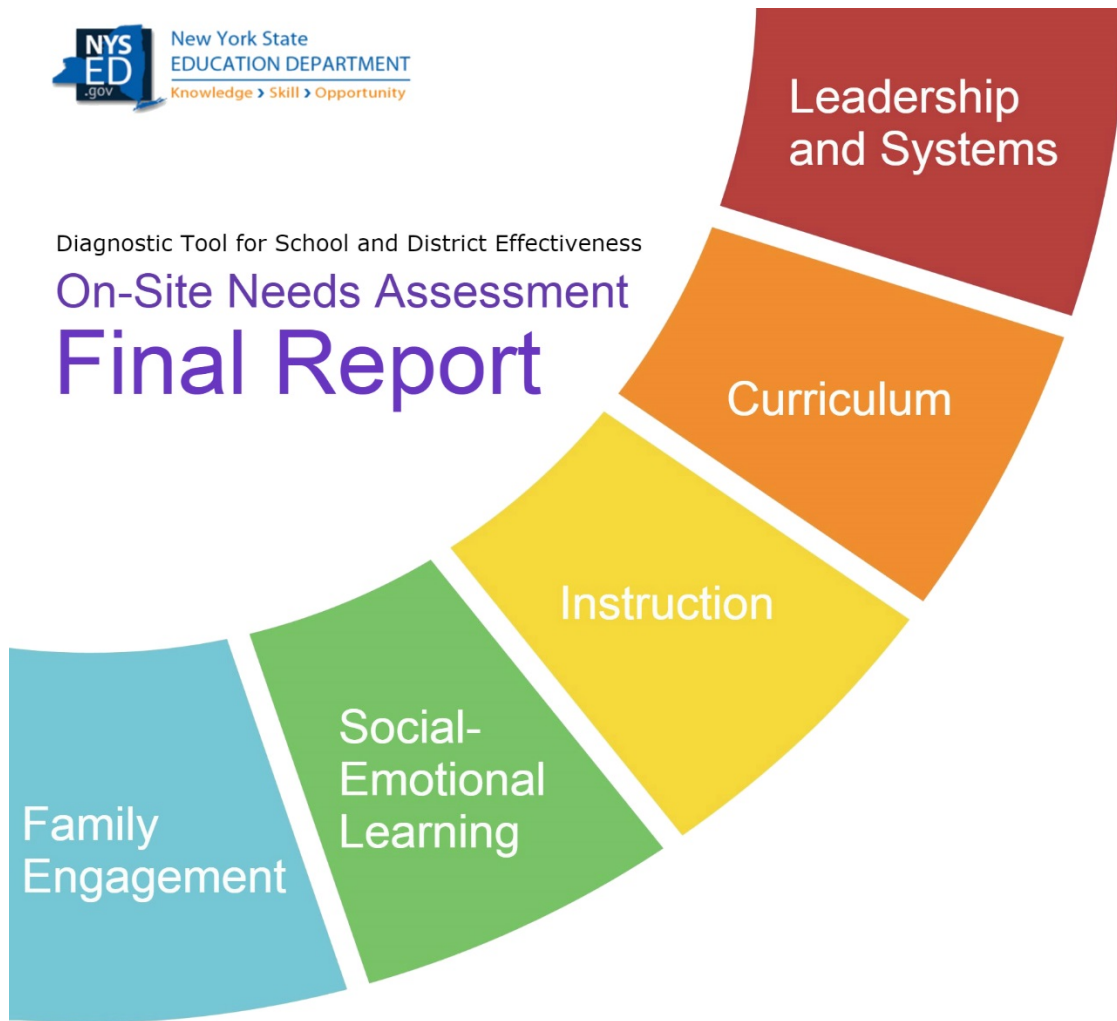 NYS
ED
.gov
New York State
EDUCATION DEPARTMENT
Knowledge > Skill > Opportunity
Diagnostic Tool for School and District Effectiveness
On-Site Needs Assessment
Final Report
Leadership
and Systems
Curriculum
Instruction
Social-
Emotional
Learning
Family
Engagement